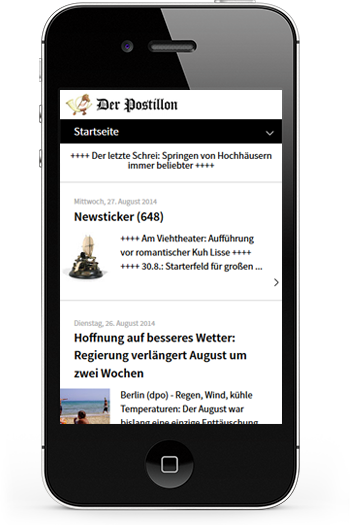 Der Postillon
Startseite
++++ Der letzte Schrei: Springen von Hochhäusern
immer beliebter ++++
Mittwoch, 27. August 2014
Newsticker (648)
++++ Am Viehtheater: Aufführung
vor romantischer Kuh Lisse ++++
++++ 30.8.: Starterfeld für großen ...
Dienstag, 26. August 2014
Hoffnung auf besseres Wetter:
Regierung verlängert August um
zwei Wochen
Berlin (dpo) - Regen, Wind, kühle
Temperaturen: Der August war
bislang eine einzige Enttäuschung